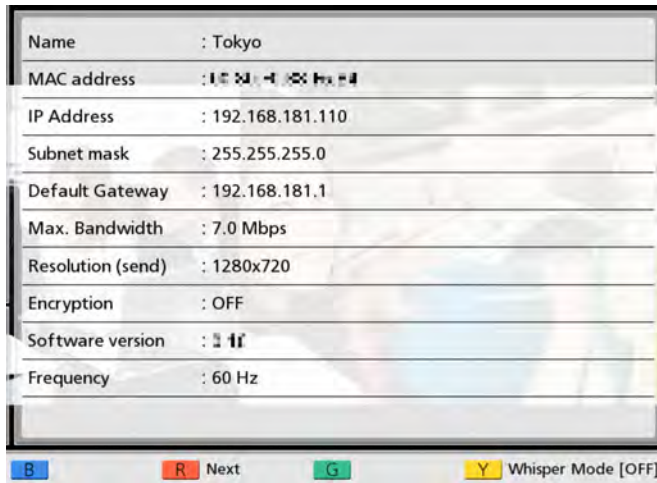 Name : Tokyo
MAC address :
IP Address : 192.168.181.110
Subnet mask : 255.255.255.0
Default Gateway : 192.168.181.1
Max. Bandwidth : 7.0 Mbps
Resolution (send) : 1280x720
Encryption : OFF
Software version :
Frequency : 60 Hz
B R Next G Y Whisper Mode [OFF]